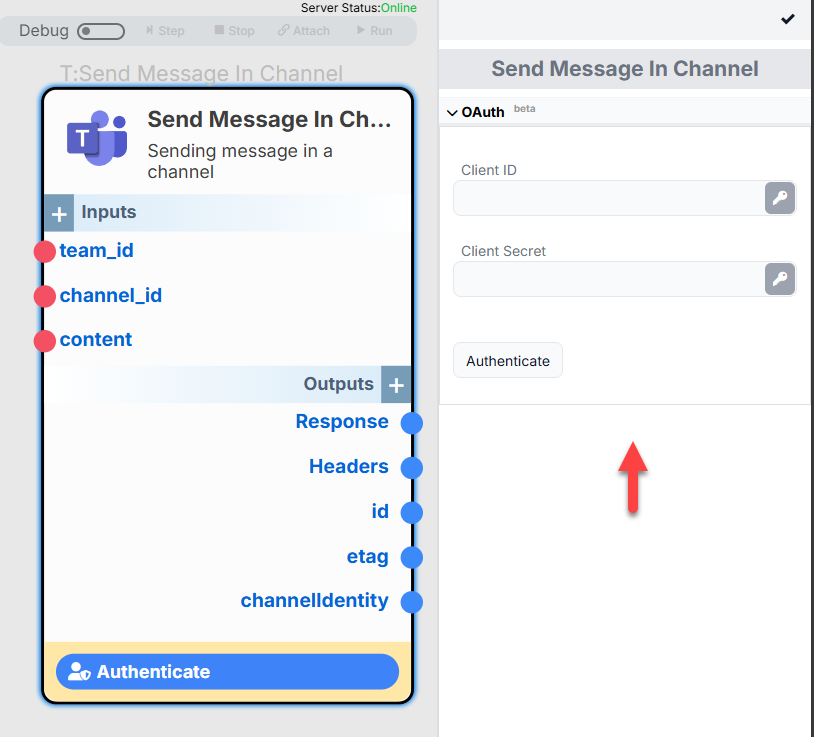 Server Status:Online
Debug
Step
Stop
Attach
Run
T:Send Message In Channel
Send Message In Ch...
Sending message in a
channel
Inputs
team_id
channel_id
content
Outputs
Response
Headers
id
etag
channelIdentity
Authenticate
Send Message In Channel
OAuth beta
Client ID
Client Secret
Authenticate